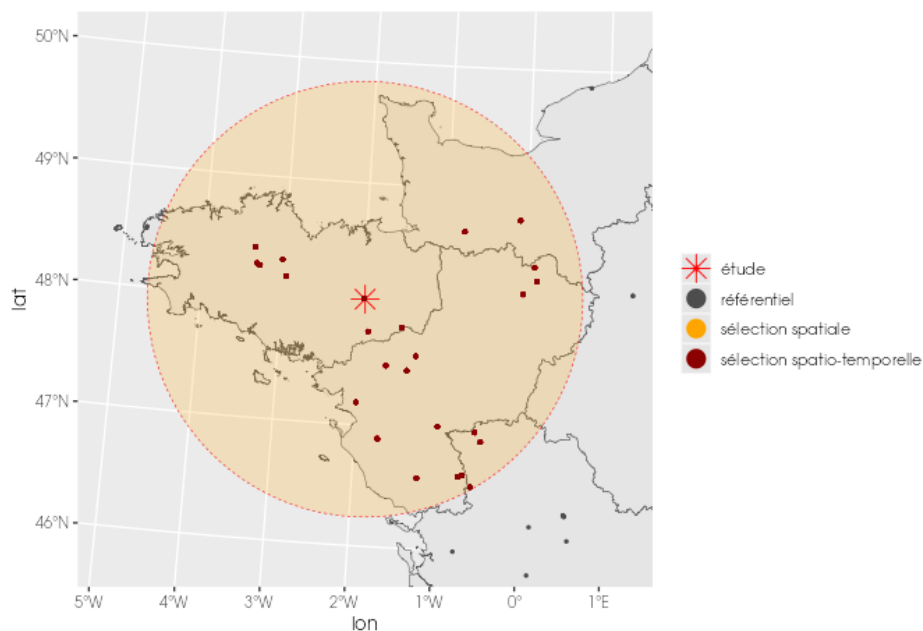 50°N
49°N
48°N
47°N
46°N
lat
5°W
4°W
3°W
2°W
1°W
0°
1°E
lon
étude
référentiel
sélection spatiale
sélection spatio-temporelle